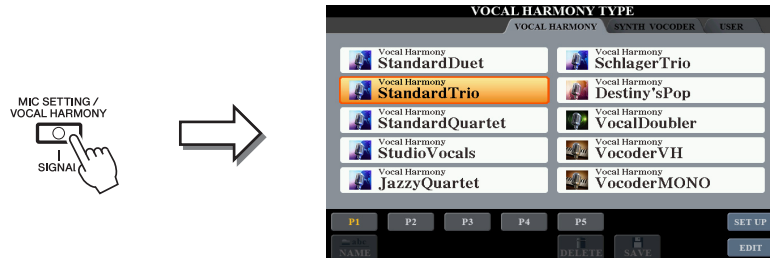 MIC SETTING /
VOCAL HARMONY
SIGNAL
VOCAL HARMONY TYPE
VOCAL HARMONY SYNTH VOCODER USER
Vocal Harmony
StandardDuet
Vocal Harmony
SchlagerTrio
Vocal Harmony
StandardTrio
Vocal Harmony
Destiny'sPop
Vocal Harmony
StandardQuartet
Vocal Harmony
VocalDoubler
Vocal Harmony
StudioVocals
Vocal Harmony
VocoderVH
Vocal Harmony
JazzyQuartet
Vocal Harmony
VocoderMONO
P1 P2 P3 P4 P5 SET UP
NAME DELETE SAVE EDIT